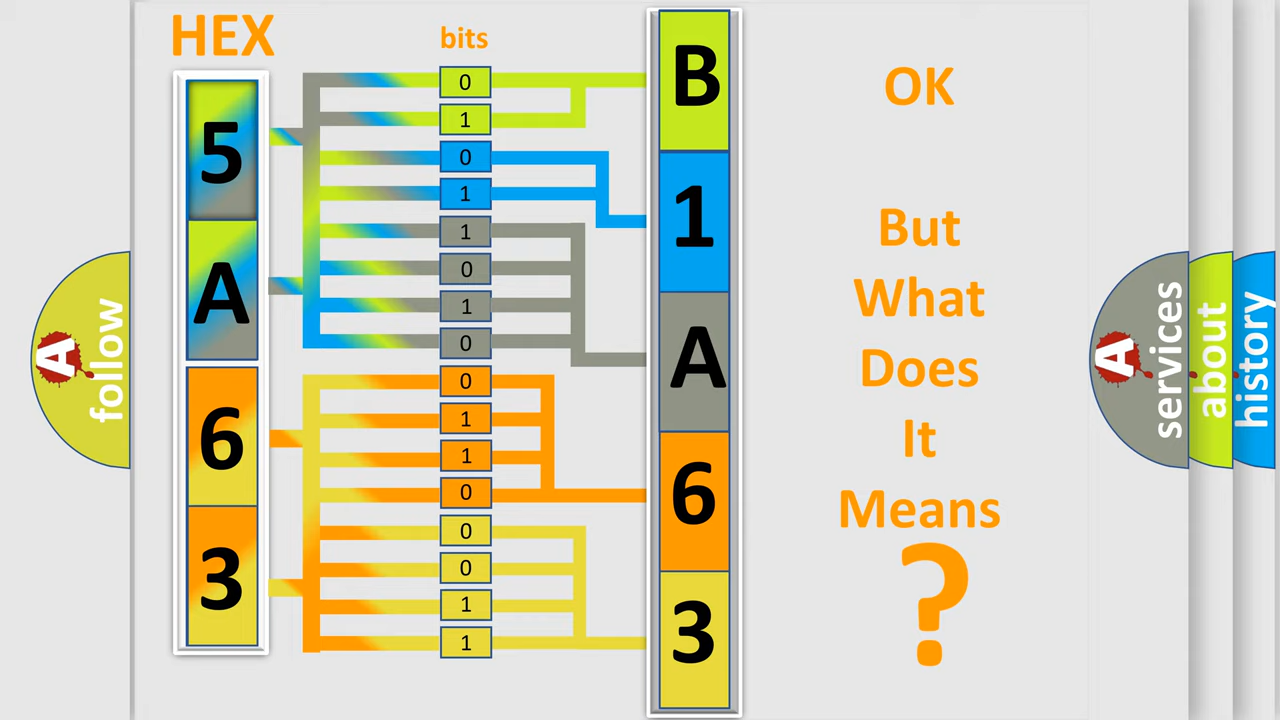 HEX
5
A
6
3
bits
0
1
0
1
1
0
1
0
0
1
1
0
0
0
1
1
B
1
A
6
3
OK
But
What
Does
It
Means
?
A
follow
A
services
about
history